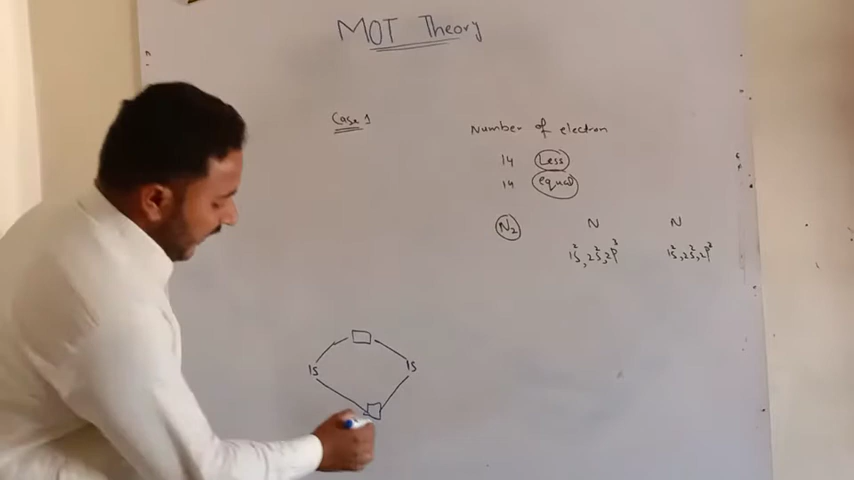 MOT Theory
Case 1
Number of electron
14 Less
14 equal
N₂ N N
1s², 2s², 2p³ 1s², 2s², 2p³
1s 1s